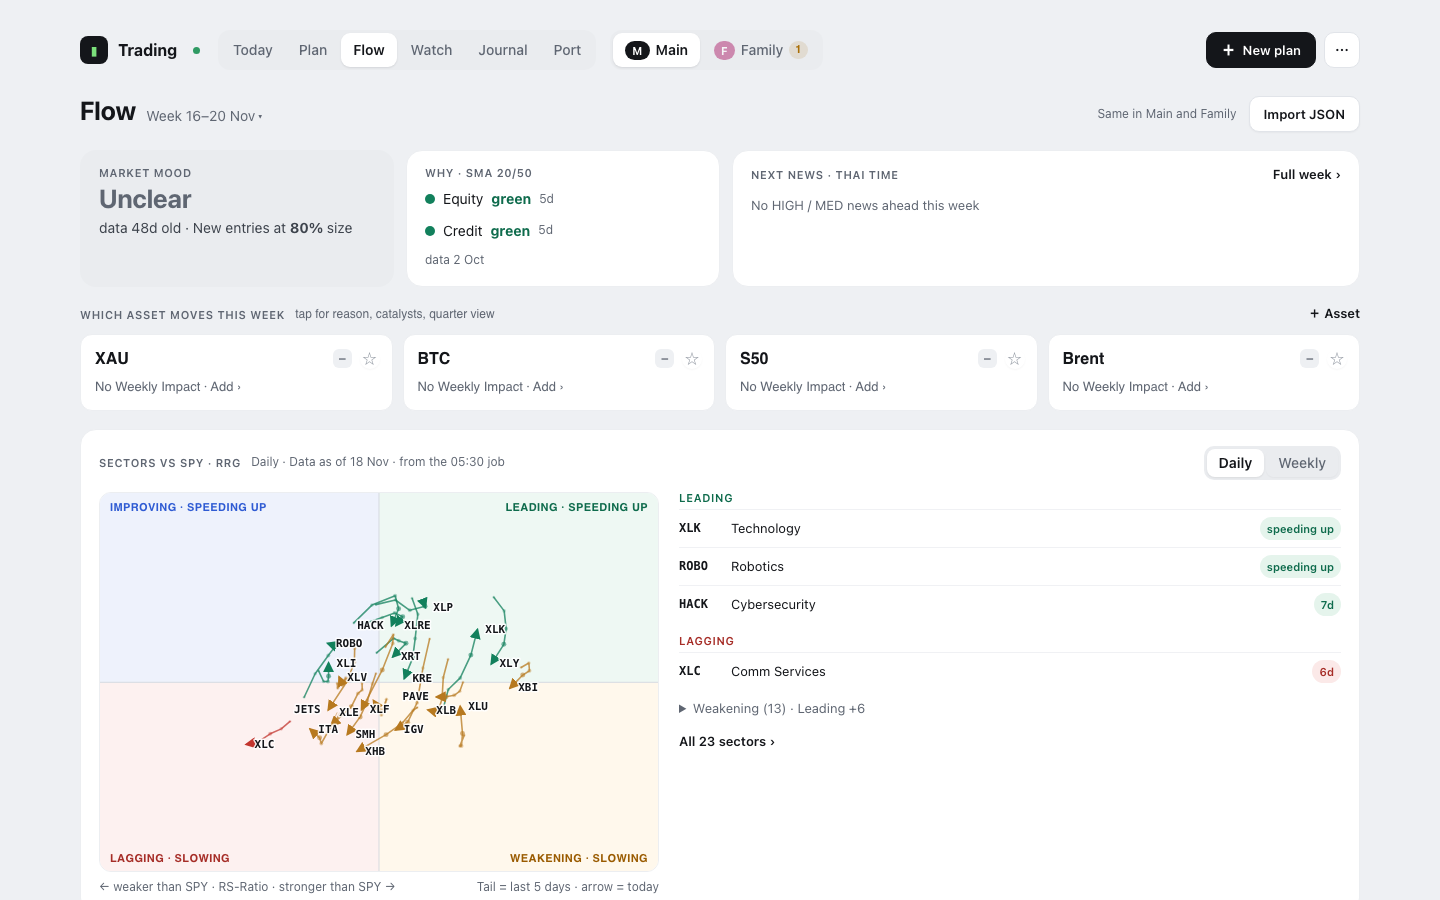 Trading
Today Plan Flow Watch Journal Port
M Main F Family 1
+ New plan
···
Flow Week 16–20 Nov
Same in Main and Family Import JSON
MARKET MOOD
Unclear
data 48d old · New entries at 80% size
WHY · SMA 20/50
Equity green 5d
Credit green 5d
data 2 Oct
NEXT NEWS · THAI TIME Full week ›
No HIGH / MED news ahead this week
WHICH ASSET MOVES THIS WEEK tap for reason, catalysts, quarter view + Asset
XAU – ☆
No Weekly Impact · Add ›
BTC – ☆
No Weekly Impact · Add ›
S50 – ☆
No Weekly Impact · Add ›
Brent – ☆
No Weekly Impact · Add ›
SECTORS VS SPY · RRG Daily · Data as of 18 Nov · from the 05:30 job Daily Weekly
IMPROVING · SPEEDING UP LEADING · SPEEDING UP
XLP
HACK XLRE XLK
ROBO
XLI XRT XLY
XLV KRE XBI
PAVE
JETS XLE XLF XLB XLU
ITA SMH IGV
XLC XHB
LAGGING · SLOWING WEAKENING · SLOWING
← weaker than SPY · RS-Ratio · stronger than SPY → Tail = last 5 days · arrow = today
LEADING
XLK Technology speeding up
ROBO Robotics speeding up
HACK Cybersecurity 7d
LAGGING
XLC Comm Services 6d
▶ Weakening (13) · Leading +6
All 23 sectors ›